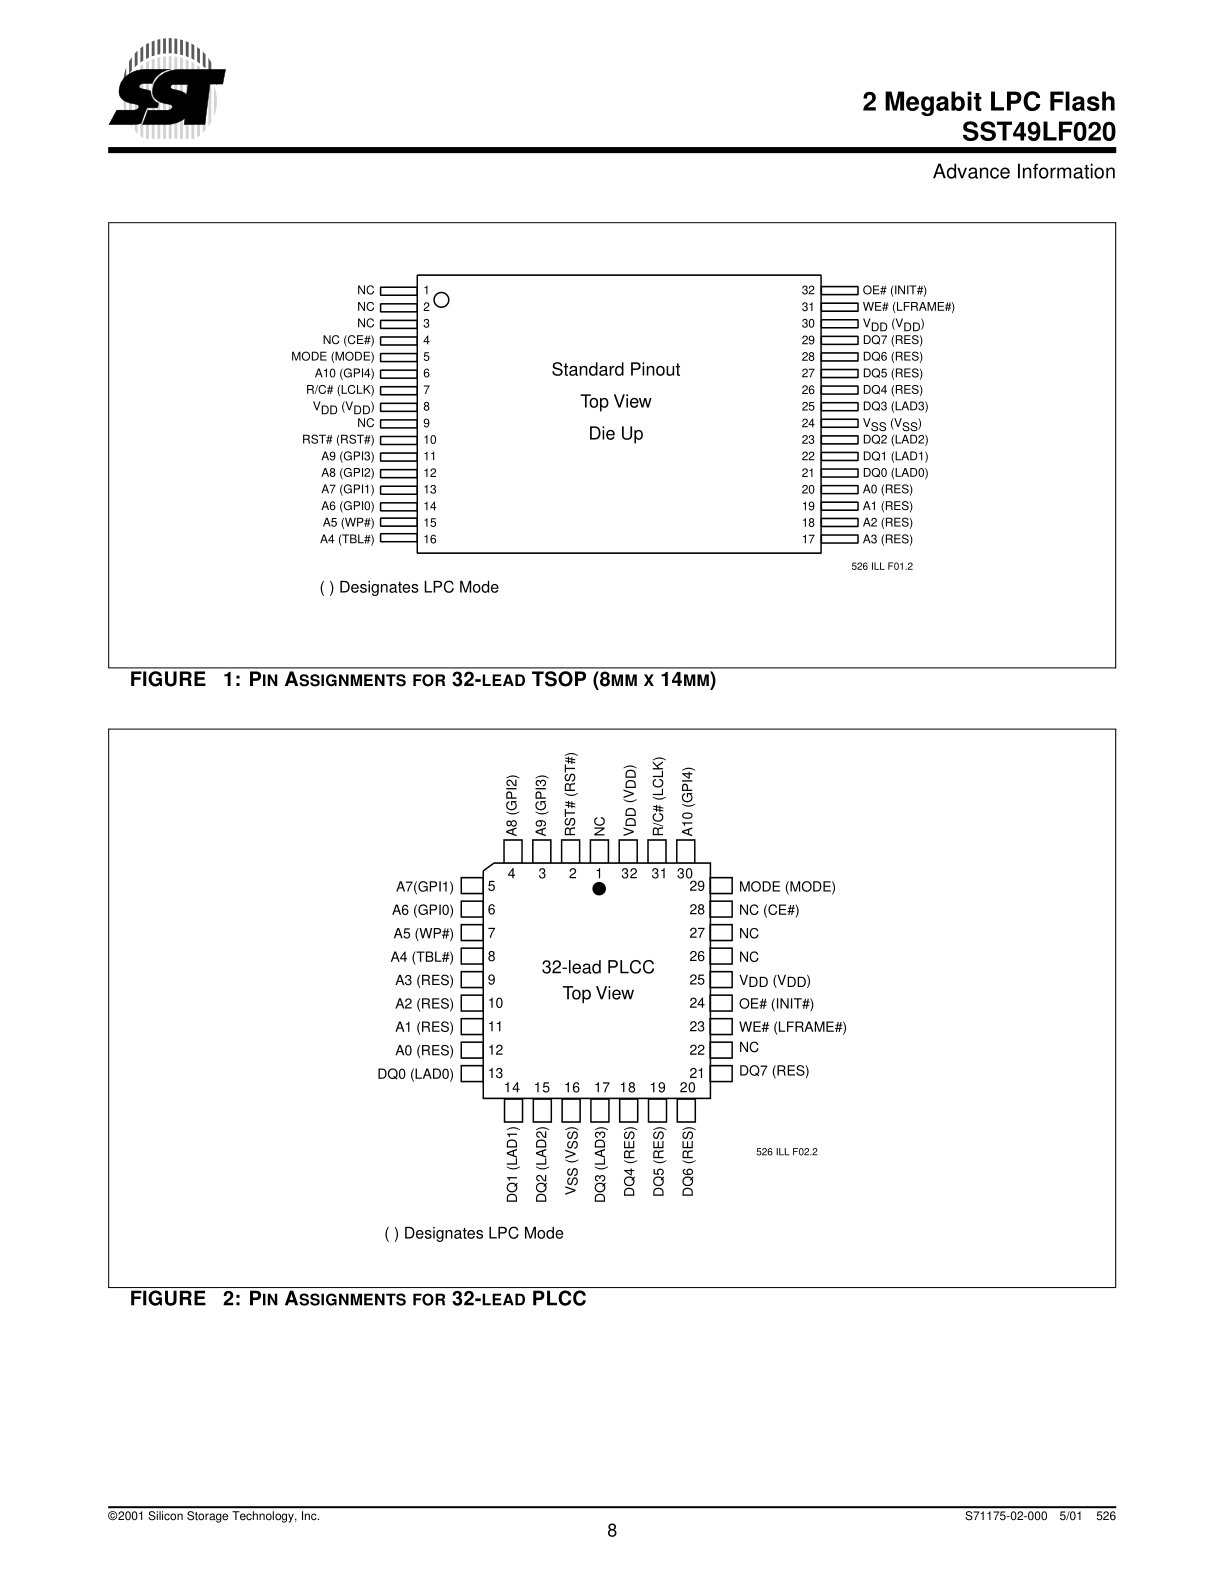 SST
2 Megabit LPC Flash
SST49LF020
Advance Information
NC 1
NC 2
NC 3
NC (CE#) 4
MODE (MODE) 5
A10 (GPI4) 6
R/C# (LCLK) 7
VDD (VDD) 8
NC 9
RST# (RST#) 10
A9 (GPI3) 11
A8 (GPI2) 12
A7 (GPI1) 13
A6 (GPI0) 14
A5 (WP#) 15
A4 (TBL#) 16
Standard Pinout
Top View
Die Up
32 OE# (INIT#)
31 WE# (LFRAME#)
30 VDD (VDD)
29 DQ7 (RES)
28 DQ6 (RES)
27 DQ5 (RES)
26 DQ4 (RES)
25 DQ3 (LAD3)
24 VSS (VSS)
23 DQ2 (LAD2)
22 DQ1 (LAD1)
21 DQ0 (LAD0)
20 A0 (RES)
19 A1 (RES)
18 A2 (RES)
17 A3 (RES)
526 ILL F01.2
( ) Designates LPC Mode
FIGURE 1: PIN ASSIGNMENTS FOR 32-LEAD TSOP (8MM X 14MM)
A8 (GPI2)
A9 (GPI3)
RST# (RST#)
NC
VDD (VDD)
R/C# (LCLK)
A10 (GPI4)
4 3 2 1 32 31 30
A7(GPI1) 5
A6 (GPI0) 6
A5 (WP#) 7
A4 (TBL#) 8
A3 (RES) 9
A2 (RES) 10
A1 (RES) 11
A0 (RES) 12
DQ0 (LAD0) 13
32-lead PLCC
Top View
29 MODE (MODE)
28 NC (CE#)
27 NC
26 NC
25 VDD (VDD)
24 OE# (INIT#)
23 WE# (LFRAME#)
22 NC
21 DQ7 (RES)
14 15 16 17 18 19 20
DQ1 (LAD1)
DQ2 (LAD2)
VSS (VSS)
DQ3 (LAD3)
DQ4 (RES)
DQ5 (RES)
DQ6 (RES)
526 ILL F02.2
( ) Designates LPC Mode
FIGURE 2: PIN ASSIGNMENTS FOR 32-LEAD PLCC
©2001 Silicon Storage Technology, Inc. S71175-02-000 5/01 526
8